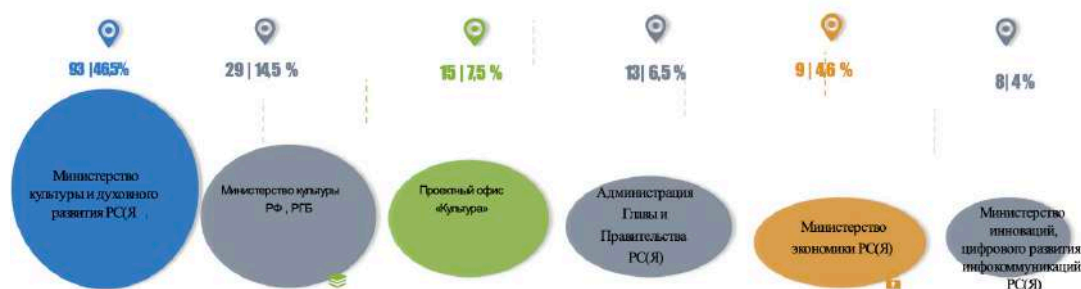 93 |46,5%
29 | 14,5 %
15 | 7,5 %
13| 6,5 %
9 | 4,6 %
8| 4 %
Министерство
культуры и духовного
развития РС(Я .
Министерство культуры
РФ , РГБ
Проектный офис
«Культура»
Администрация
Главы и
Правительства
РС(Я)
Министерство
экономики РС(Я)
Министерство
инноваций,
цифрового развития
инфокоммуникаций
РС(Я)